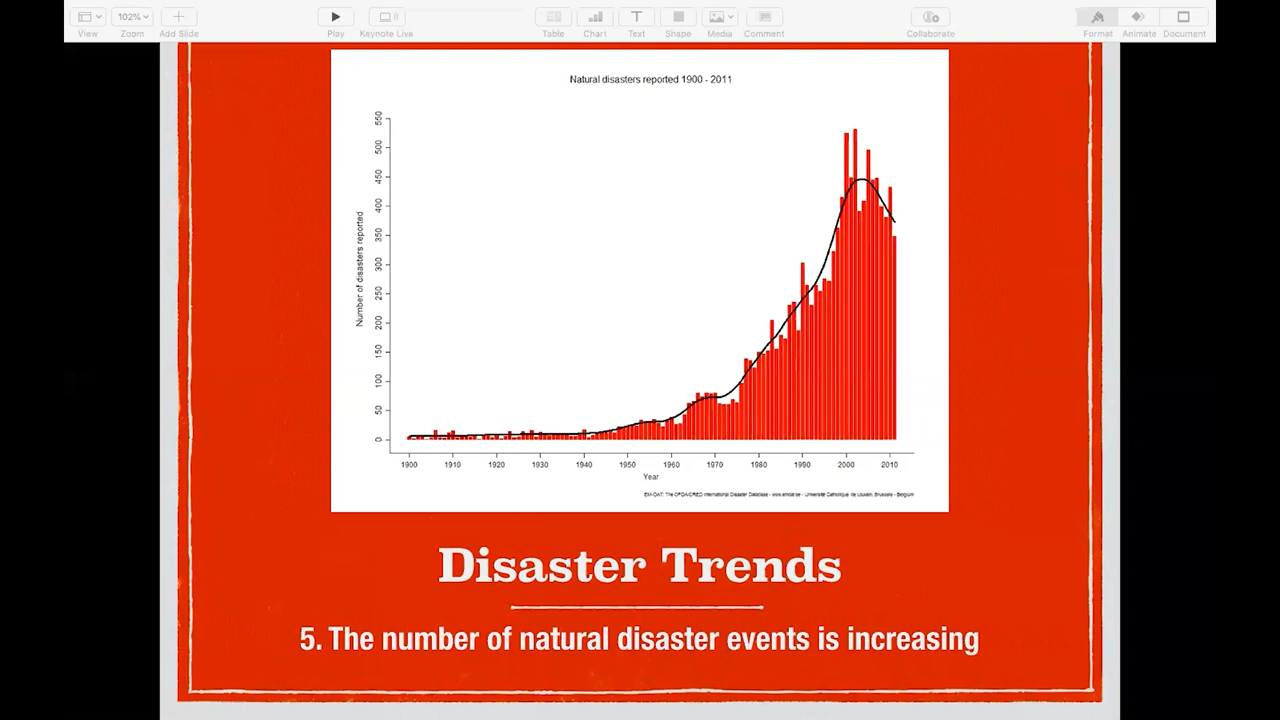 View 102% Zoom Add Slide Play Keynote Live Table Chart Text Shape Media Comment Collaborate Format Animate Document
Natural disasters reported 1900 - 2011
Number of disasters reported
550
500
450
400
350
300
250
200
150
100
50
0
1900 1910 1920 1930 1940 1950 1960 1970 1980 1990 2000 2010
Year
EM-DAT: The OFDA/CRED International Disaster Database - www.emdat.be - Université Catholique de Louvain, Brussels - Belgium
Disaster Trends
5. The number of natural disaster events is increasing